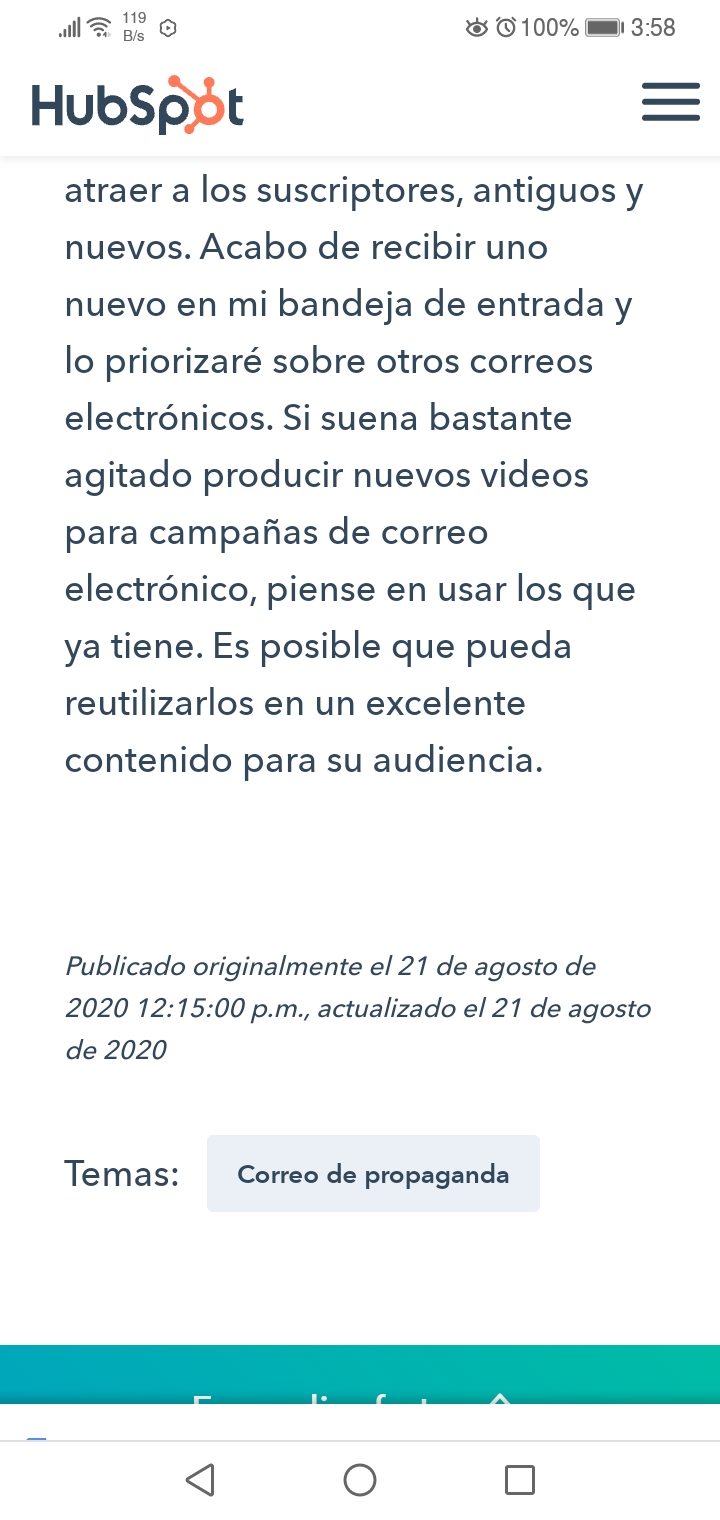 119
B/s
100%
3:58
HubSpot
atraer a los suscriptores, antiguos y
nuevos. Acabo de recibir uno
nuevo en mi bandeja de entrada y
lo priorizaré sobre otros correos
electrónicos. Si suena bastante
agitado producir nuevos videos
para campañas de correo
electrónico, piense en usar los que
ya tiene. Es posible que pueda
reutilizarlos en un excelente
contenido para su audiencia.
Publicado originalmente el 21 de agosto de
2020 12:15:00 p.m., actualizado el 21 de agosto
de 2020
Temas:
Correo de propaganda